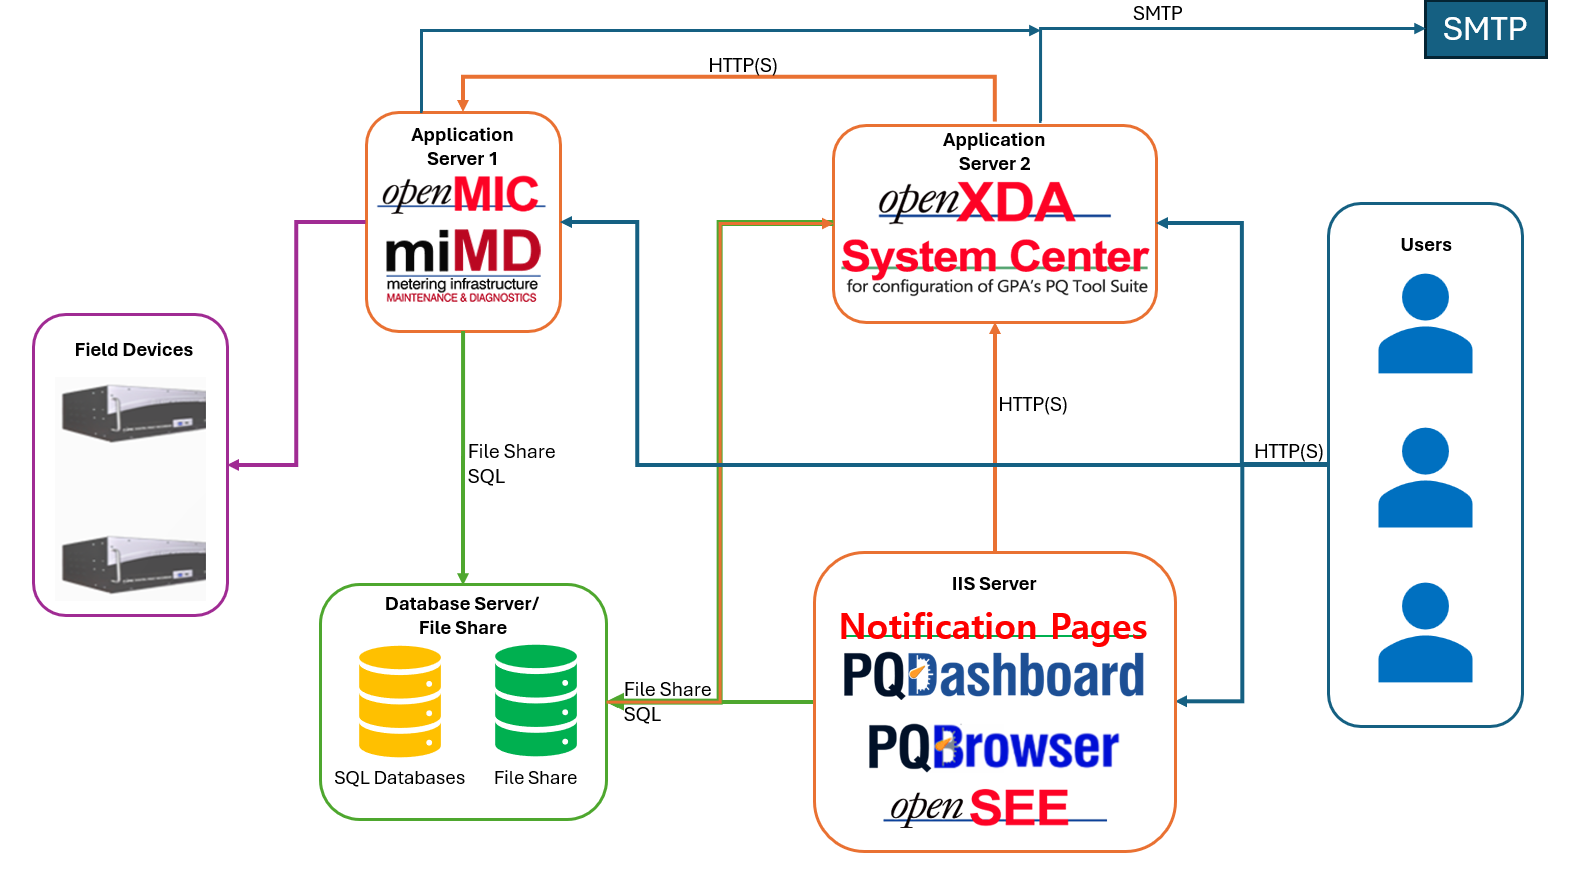 SMTP
SMTP
HTTP(S)
Application
Server 1
openMIC
miMD
metering infrastructure
MAINTENANCE & DIAGNOSTICS
Application
Server 2
openXDA
System Center
for configuration of GPA's PQ Tool Suite
Users
Field Devices
HTTP(S)
File Share
SQL
HTTP(S)
IIS Server
Notification Pages
PQDashboard
PQBrowser
openSEE
Database Server/
File Share
File Share
SQL
SQL Databases
File Share